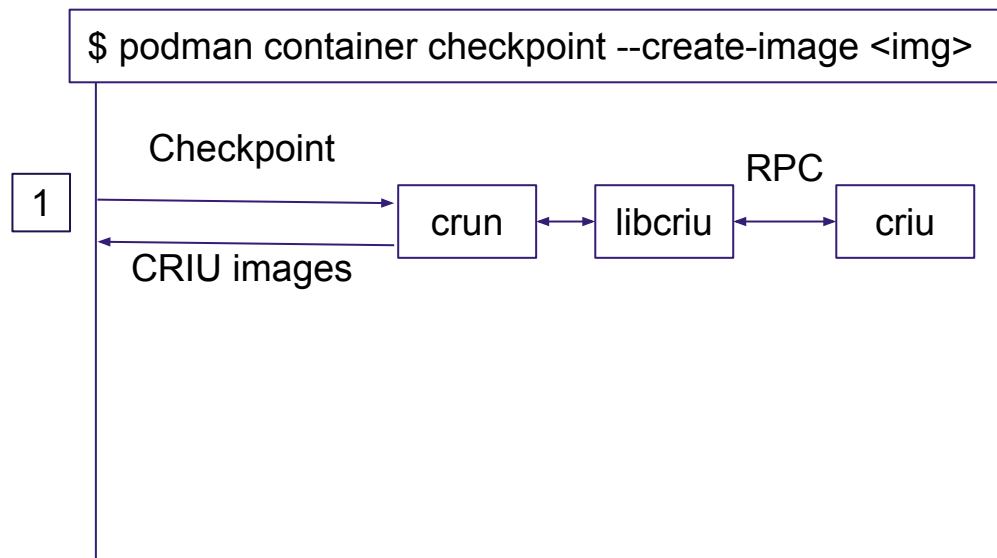 $ podman container checkpoint --create-image <img>
Checkpoint
RPC
1
crun
libcriu
criu
CRIU images